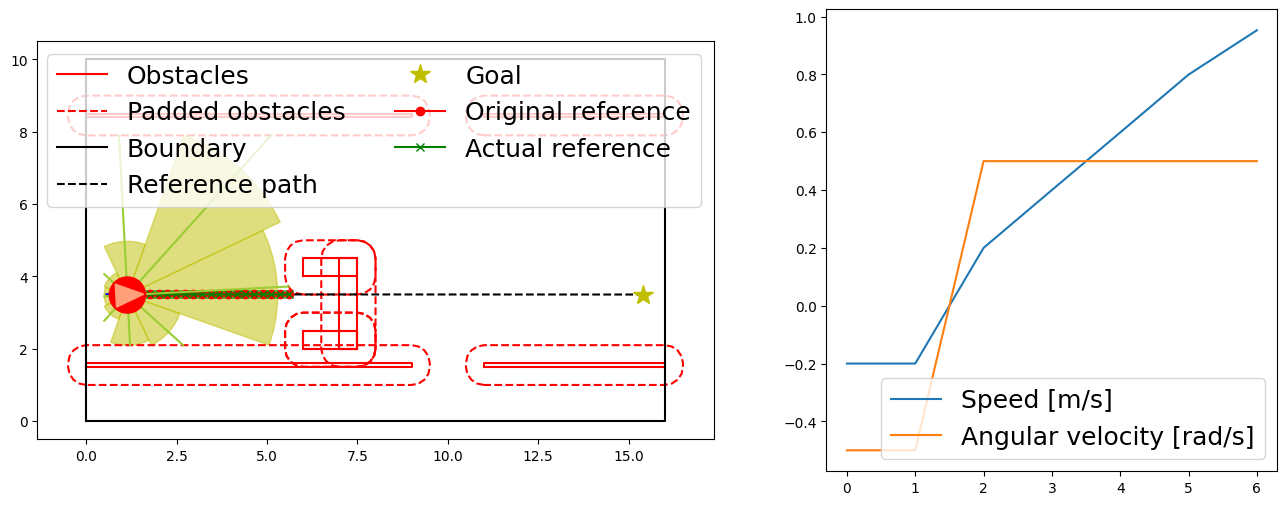 Obstacles
Padded obstacles
Boundary
Reference path
Goal
Original reference
Actual reference
10
8
6
4
2
0
0.0 2.5 5.0 7.5 10.0 12.5 15.0
1.0
0.8
0.6
0.4
0.2
0.0
−0.2
−0.4
Speed [m/s]
Angular velocity [rad/s]
0 1 2 3 4 5 6